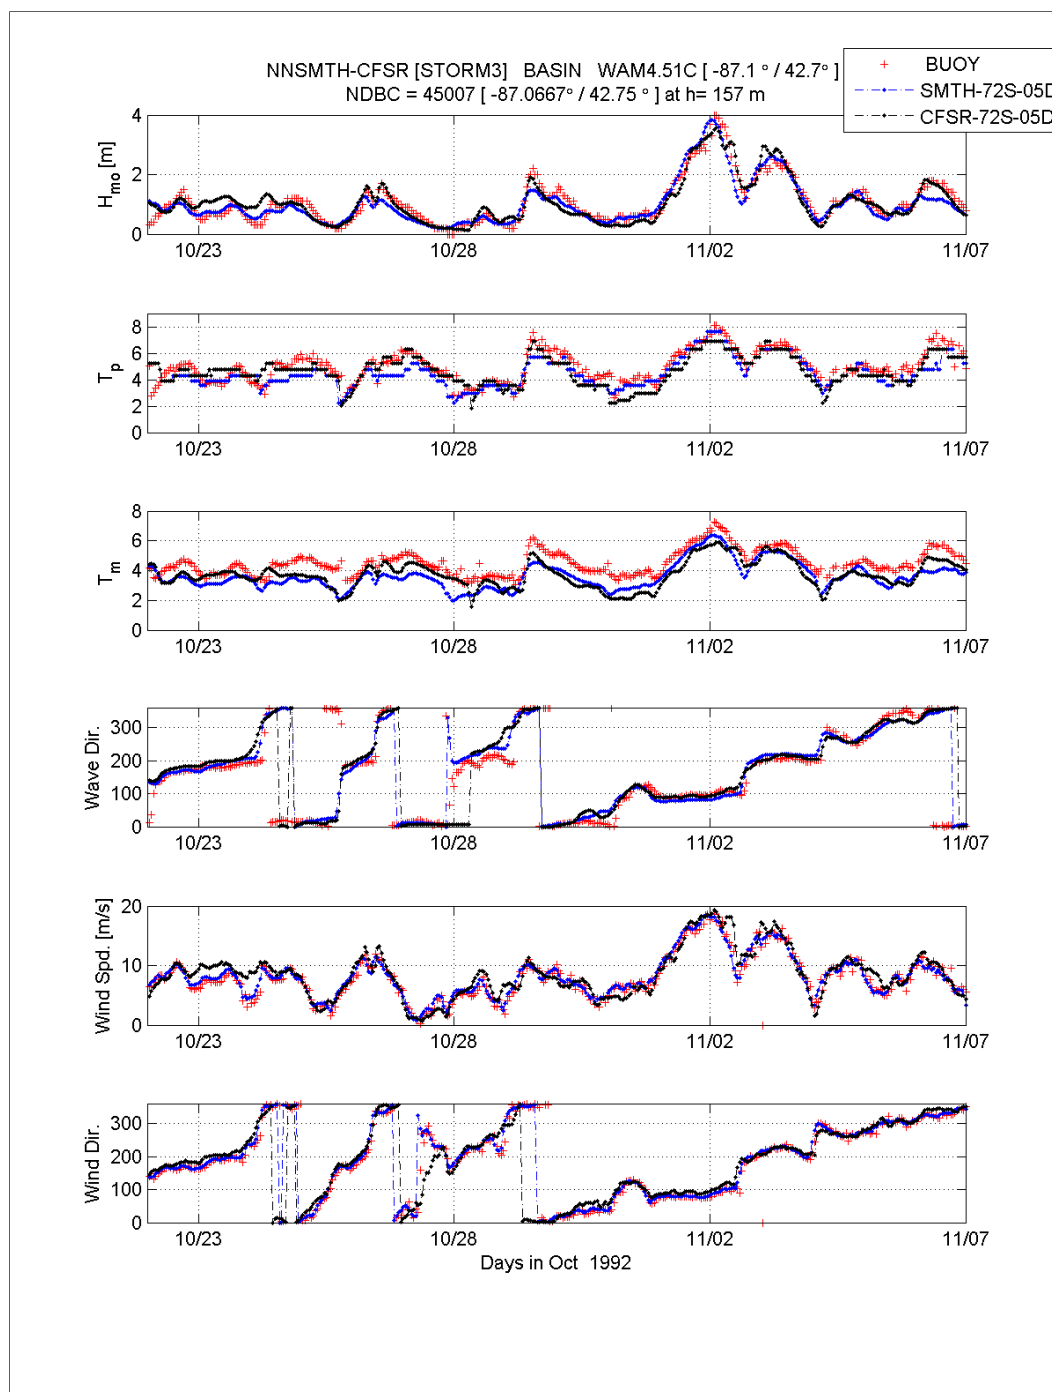 NNSMTH-CFSR [STORM3] BASIN WAM4.51C [ -87.1 ° / 42.7° ]
NDBC = 45007 [ -87.0667° / 42.75 ° ] at h= 157 m
BUOY
SMTH-72S-05D
CFSR-72S-05D
H_mo [m]
4
2
0
10/23 10/28 11/02 11/07
T_p
8
6
4
2
0
10/23 10/28 11/02 11/07
T_m
8
6
4
2
0
10/23 10/28 11/02 11/07
Wave Dir.
300
200
100
0
10/23 10/28 11/02 11/07
Wind Spd. [m/s]
20
10
0
10/23 10/28 11/02 11/07
Wind Dir.
300
200
100
0
10/23 10/28 11/02 11/07
Days in Oct 1992